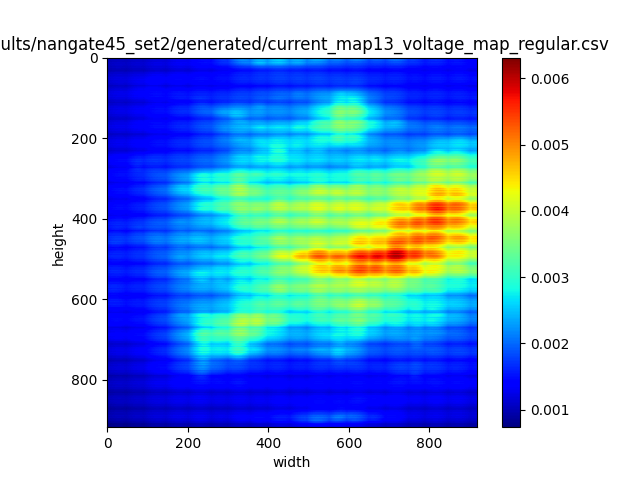 ults/nangate45_set2/generated/current_map13_voltage_map_regular.csv
0
200
400
600
800
height
0 200 400 600 800
width
0.006
0.005
0.004
0.003
0.002
0.001